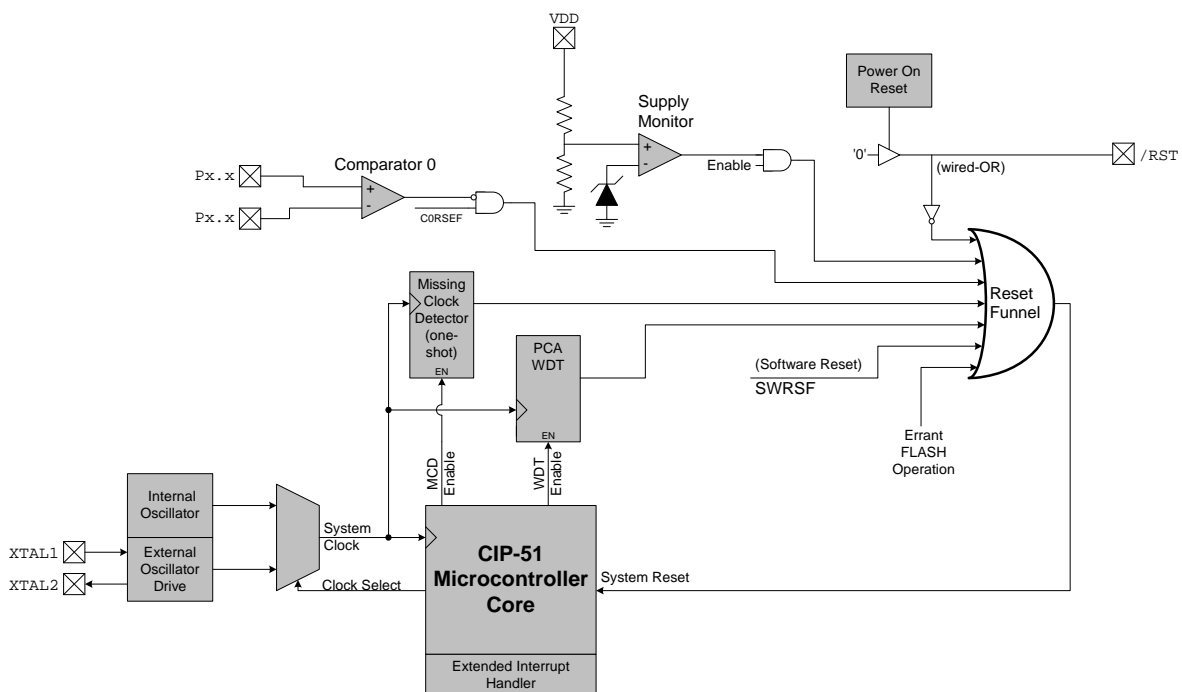 VDD
Power On
Reset
Supply
Monitor
+
-
Enable
'0'
(wired-OR)
/RST
Comparator 0
Px.x
+
-
Px.x
C0RSEF
Missing
Clock
Detector
(one-
shot)
EN
PCA
WDT
EN
(Software Reset)
SWRSF
Reset
Funnel
Errant
FLASH
Operation
MCD
Enable
WDT
Enable
Internal
Oscillator
System
Clock
XTAL1
XTAL2
External
Oscillator
Drive
Clock Select
CIP-51
Microcontroller
Core
System Reset
Extended Interrupt
Handler